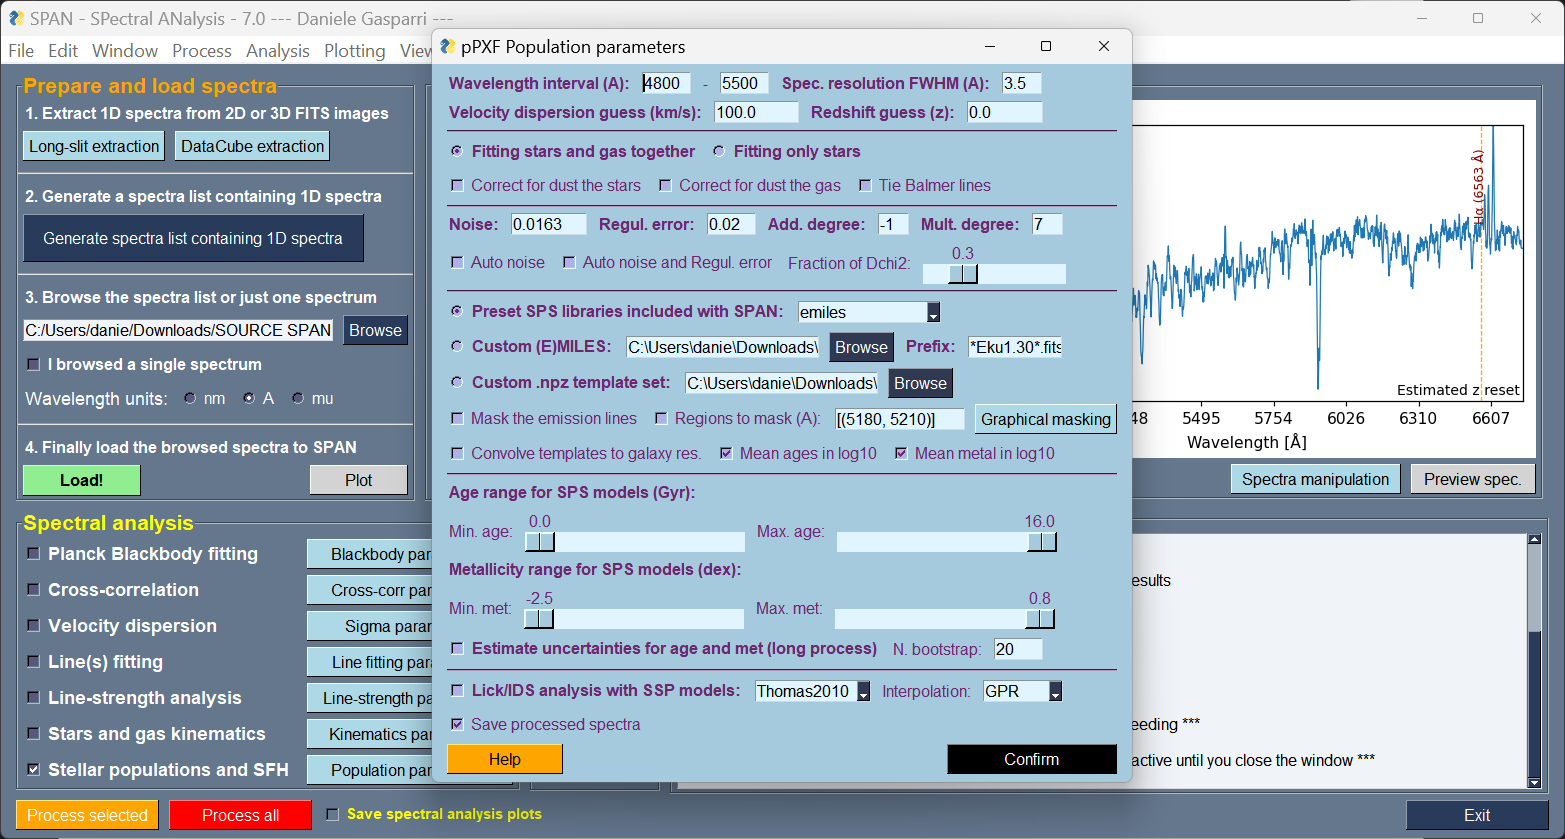 SPAN - SPectral ANalysis - 7.0 --- Daniele Gasparri ---
File Edit Window Process Analysis Plotting View
Prepare and load spectra
1. Extract 1D spectra from 2D or 3D FITS images
Long-slit extraction DataCube extraction
2. Generate a spectra list containing 1D spectra
Generate spectra list containing 1D spectra
3. Browse the spectra list or just one spectrum
C:/Users/danie/Downloads/SOURCE SPAN Browse
I browsed a single spectrum
Wavelength units: nm A mu
4. Finally load the browsed spectra to SPAN
Load! Plot
Spectral analysis
Planck Blackbody fitting Blackbody par
Cross-correlation Cross-corr par
Velocity dispersion Sigma parar
Line(s) fitting Line fitting para
Line-strength analysis Line-strength pa
Stars and gas kinematics Kinematics par
Stellar populations and SFH Population par
Process selected Process all Save spectral analysis plots
pPXF Population parameters
Wavelength interval (A): 4800 - 5500 Spec. resolution FWHM (A): 3.5
Velocity dispersion guess (km/s): 100.0 Redshift guess (z): 0.0
Fitting stars and gas together Fitting only stars
Correct for dust the stars Correct for dust the gas Tie Balmer lines
Noise: 0.0163 Regul. error: 0.02 Add. degree: -1 Mult. degree: 7
Auto noise Auto noise and Regul. error Fraction of Dchi2: 0.3
Preset SPS libraries included with SPAN: emiles
Custom (E)MILES: C:\Users\danie\Downloads\ Browse Prefix: *Eku1.30*.fits
Custom .npz template set: C:\Users\danie\Downloads\ Browse
Mask the emission lines Regions to mask (A): [(5180, 5210)] Graphical masking
Convolve templates to galaxy res. Mean ages in log10 Mean metal in log10
Age range for SPS models (Gyr):
Min. age: 0.0 Max. age: 16.0
Metallicity range for SPS models (dex):
Min. met: -2.5 Max. met: 0.8
Estimate uncertainties for age and met (long process) N. bootstrap: 20
Lick/IDS analysis with SSP models: Thomas2010 Interpolation: GPR
Save processed spectra
Help Confirm
Hα (6563 Å)
Estimated z reset
48 5495 5754 6026 6310 6607
Wavelength [Å]
Spectra manipulation Preview spec.
esults
eeding ***
active until you close the window ***
Exit